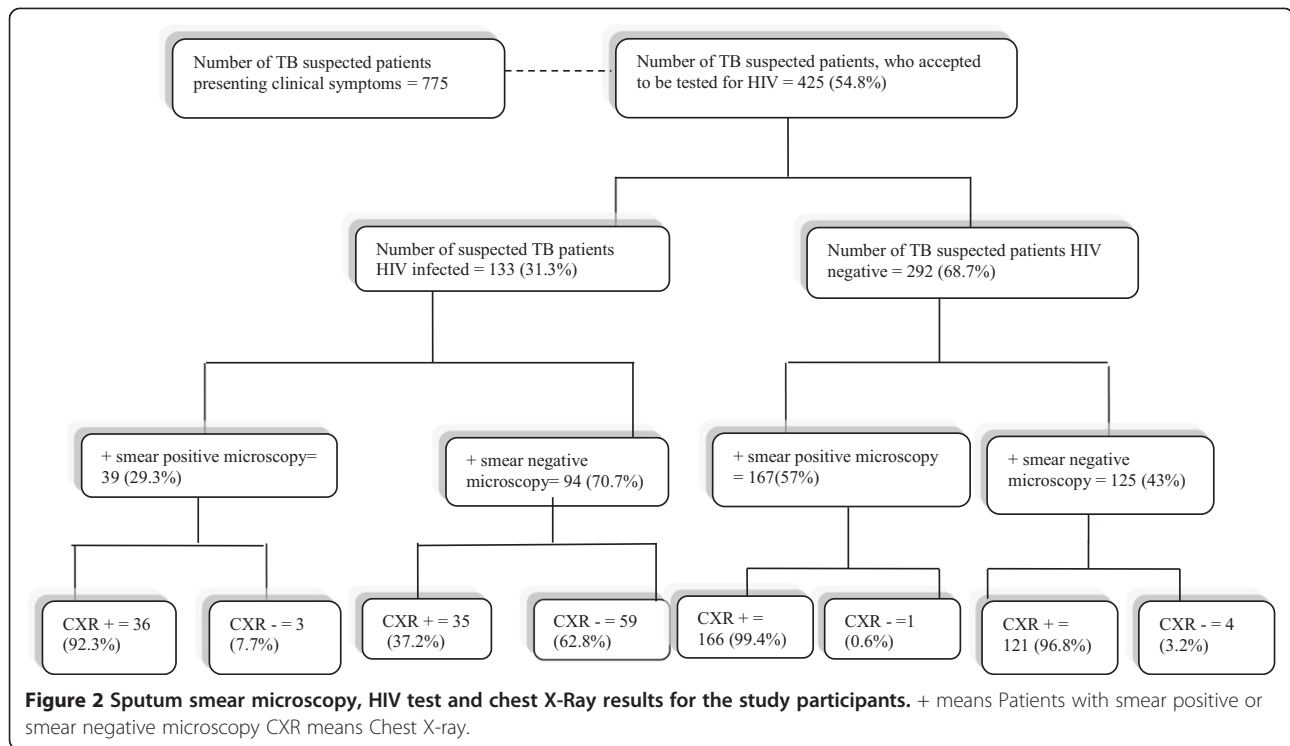 Number of TB suspected patients
presenting clinical symptoms = 775
Number of TB suspected patients, who accepted
to be tested for HIV = 425 (54.8%)
Number of suspected TB patients
HIV infected = 133 (31.3%)
Number of TB suspected patients HIV
negative = 292 (68.7%)
+ smear positive microscopy=
39 (29.3%)
+ smear negative
microscopy= 94 (70.7%)
+ smear positive microscopy
= 167(57%)
+ smear negative
microscopy = 125 (43%)
CXR + = 36
(92.3%)
CXR - = 3
(7.7%)
CXR + = 35
(37.2%)
CXR - = 59
(62.8%)
CXR + =
166 (99.4%)
CXR - =1
(0.6%)
CXR + =
121 (96.8%)
CXR - = 4
(3.2%)
Figure 2 Sputum smear microscopy, HIV test and chest X-Ray results for the study participants. + means Patients with smear positive or
smear negative microscopy CXR means Chest X-ray.